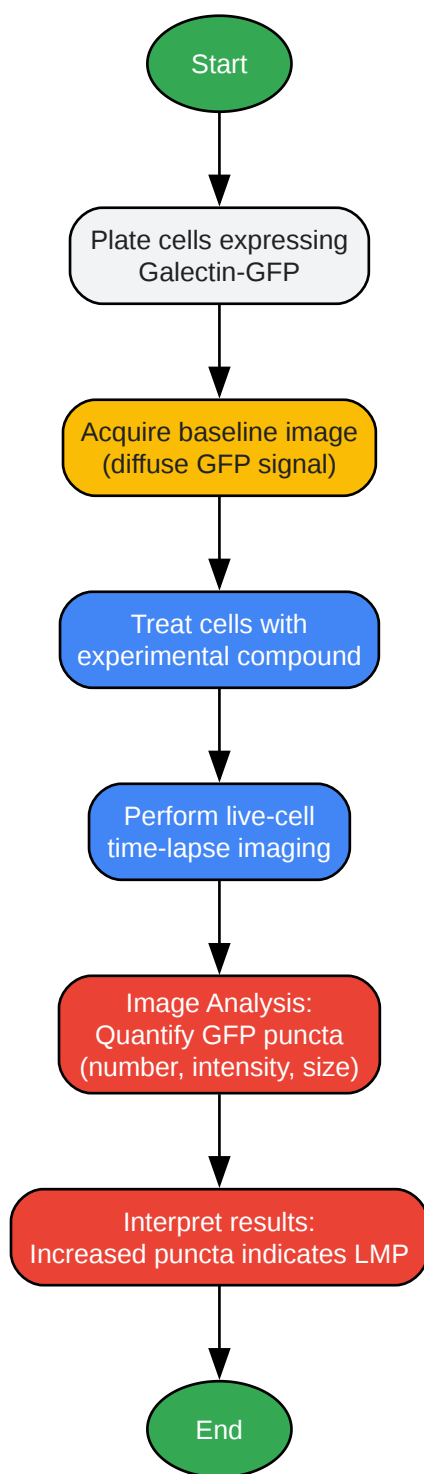 Start
Plate cells expressing
Galectin-GFP
Acquire baseline image
(diffuse GFP signal)
Treat cells with
experimental compound
Perform live-cell
time-lapse imaging
Image Analysis:
Quantify GFP puncta
(number, intensity, size)
Interpret results:
Increased puncta indicates LMP
End